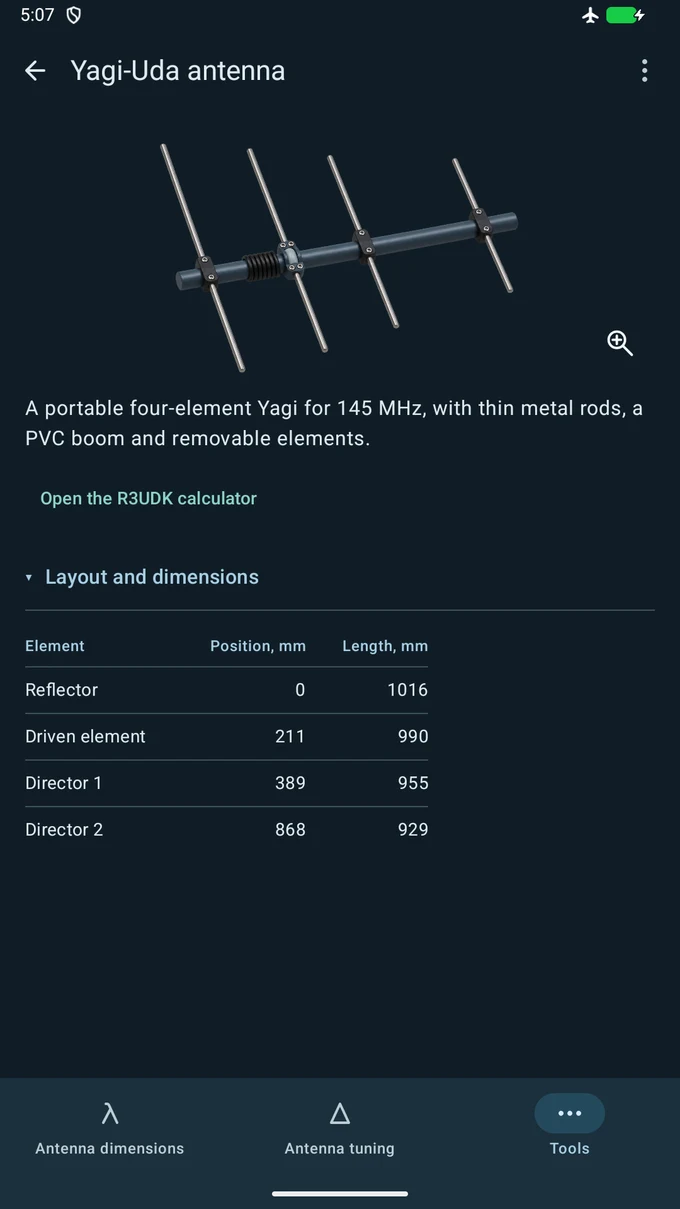 5:07
Yagi-Uda antenna
A portable four-element Yagi for 145 MHz, with thin metal rods, a
PVC boom and removable elements.
Open the R3UDK calculator
Layout and dimensions
Element Position, mm Length, mm
Reflector 0 1016
Driven element 211 990
Director 1 389 955
Director 2 868 929
λ Δ
Antenna dimensions Antenna tuning Tools